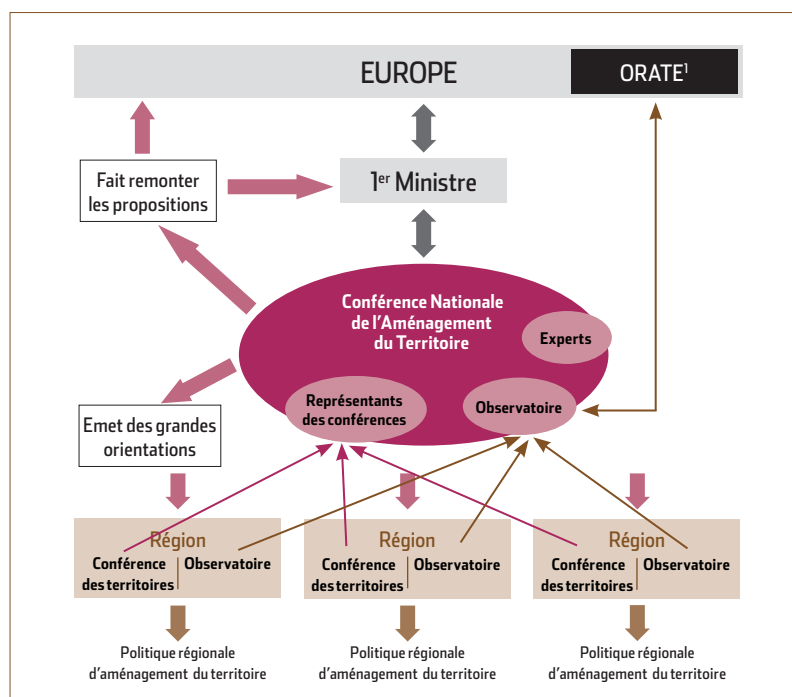 EUROPE
ORATE¹
Fait remonter
les propositions
1er Ministre
Conférence Nationale
de l'Aménagement
du Territoire
Experts
Représentants
des conférences
Observatoire
Emet des grandes
orientations
Région
Conférence
des territoires
Observatoire
Région
Conférence
des territoires
Observatoire
Région
Conférence
des territoires
Observatoire
Politique régionale
d'aménagement du territoire
Politique régionale
d'aménagement du territoire
Politique régionale
d'aménagement du territoire